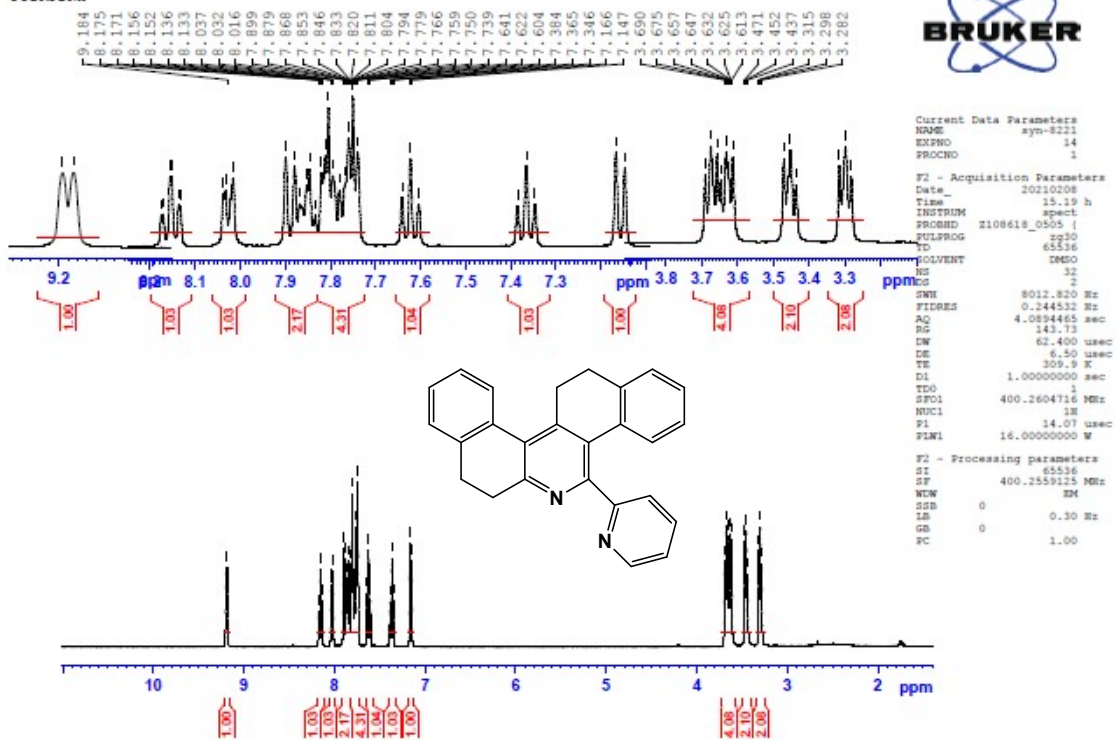 9.184
8.175
8.171
8.156
8.152
8.136
8.133
8.037
8.032
8.016
7.899
7.879
7.868
7.853
7.846
7.833
7.820
7.811
7.804
7.794
7.779
7.766
7.759
7.750
7.739
7.641
7.622
7.604
7.384
7.365
7.346
7.166
7.147
3.690
3.675
3.657
3.647
3.632
3.625
3.613
3.471
3.452
3.437
3.315
3.298
3.282
BRUKER
Current Data Parameters
NAME syn-8221
EXPNO 14
PROCNO 1
F2 - Acquisition Parameters
Date_ 20210208
Time 15.19 h
INSTRUM spect
PROBHD Z108618_0505 (
PULPROG zg30
TD 65536
SOLVENT DMSO
NS 32
DS 2
SWH 8012.820 Hz
FIDRES 0.244532 Hz
AQ 4.0894465 sec
RG 143.73
DW 62.400 usec
DE 6.50 usec
TE 309.9 K
D1 1.00000000 sec
TD0 1
SFO1 400.2604716 MHz
NUC1 1H
P1 14.07 usec
PLW1 16.00000000 W
F2 - Processing parameters
SI 65536
SF 400.2559125 MHz
WDW EM
SSB 0
LB 0.30 Hz
GB 0
PC 1.00
9.2 ppm 8.1 8.0 7.9 7.8 7.7 7.6 7.5 7.4 7.3 ppm 3.8 3.7 3.6 3.5 3.4 3.3 ppm
1.00 1.03 1.03 2.17 4.31 1.04 1.03 1.00 4.08 2.10 2.08
N
N
10 9 8 7 6 5 4 3 2 ppm
1.00 1.03 1.03 2.17 4.31 1.04 1.03 1.00 4.08 2.10 2.08